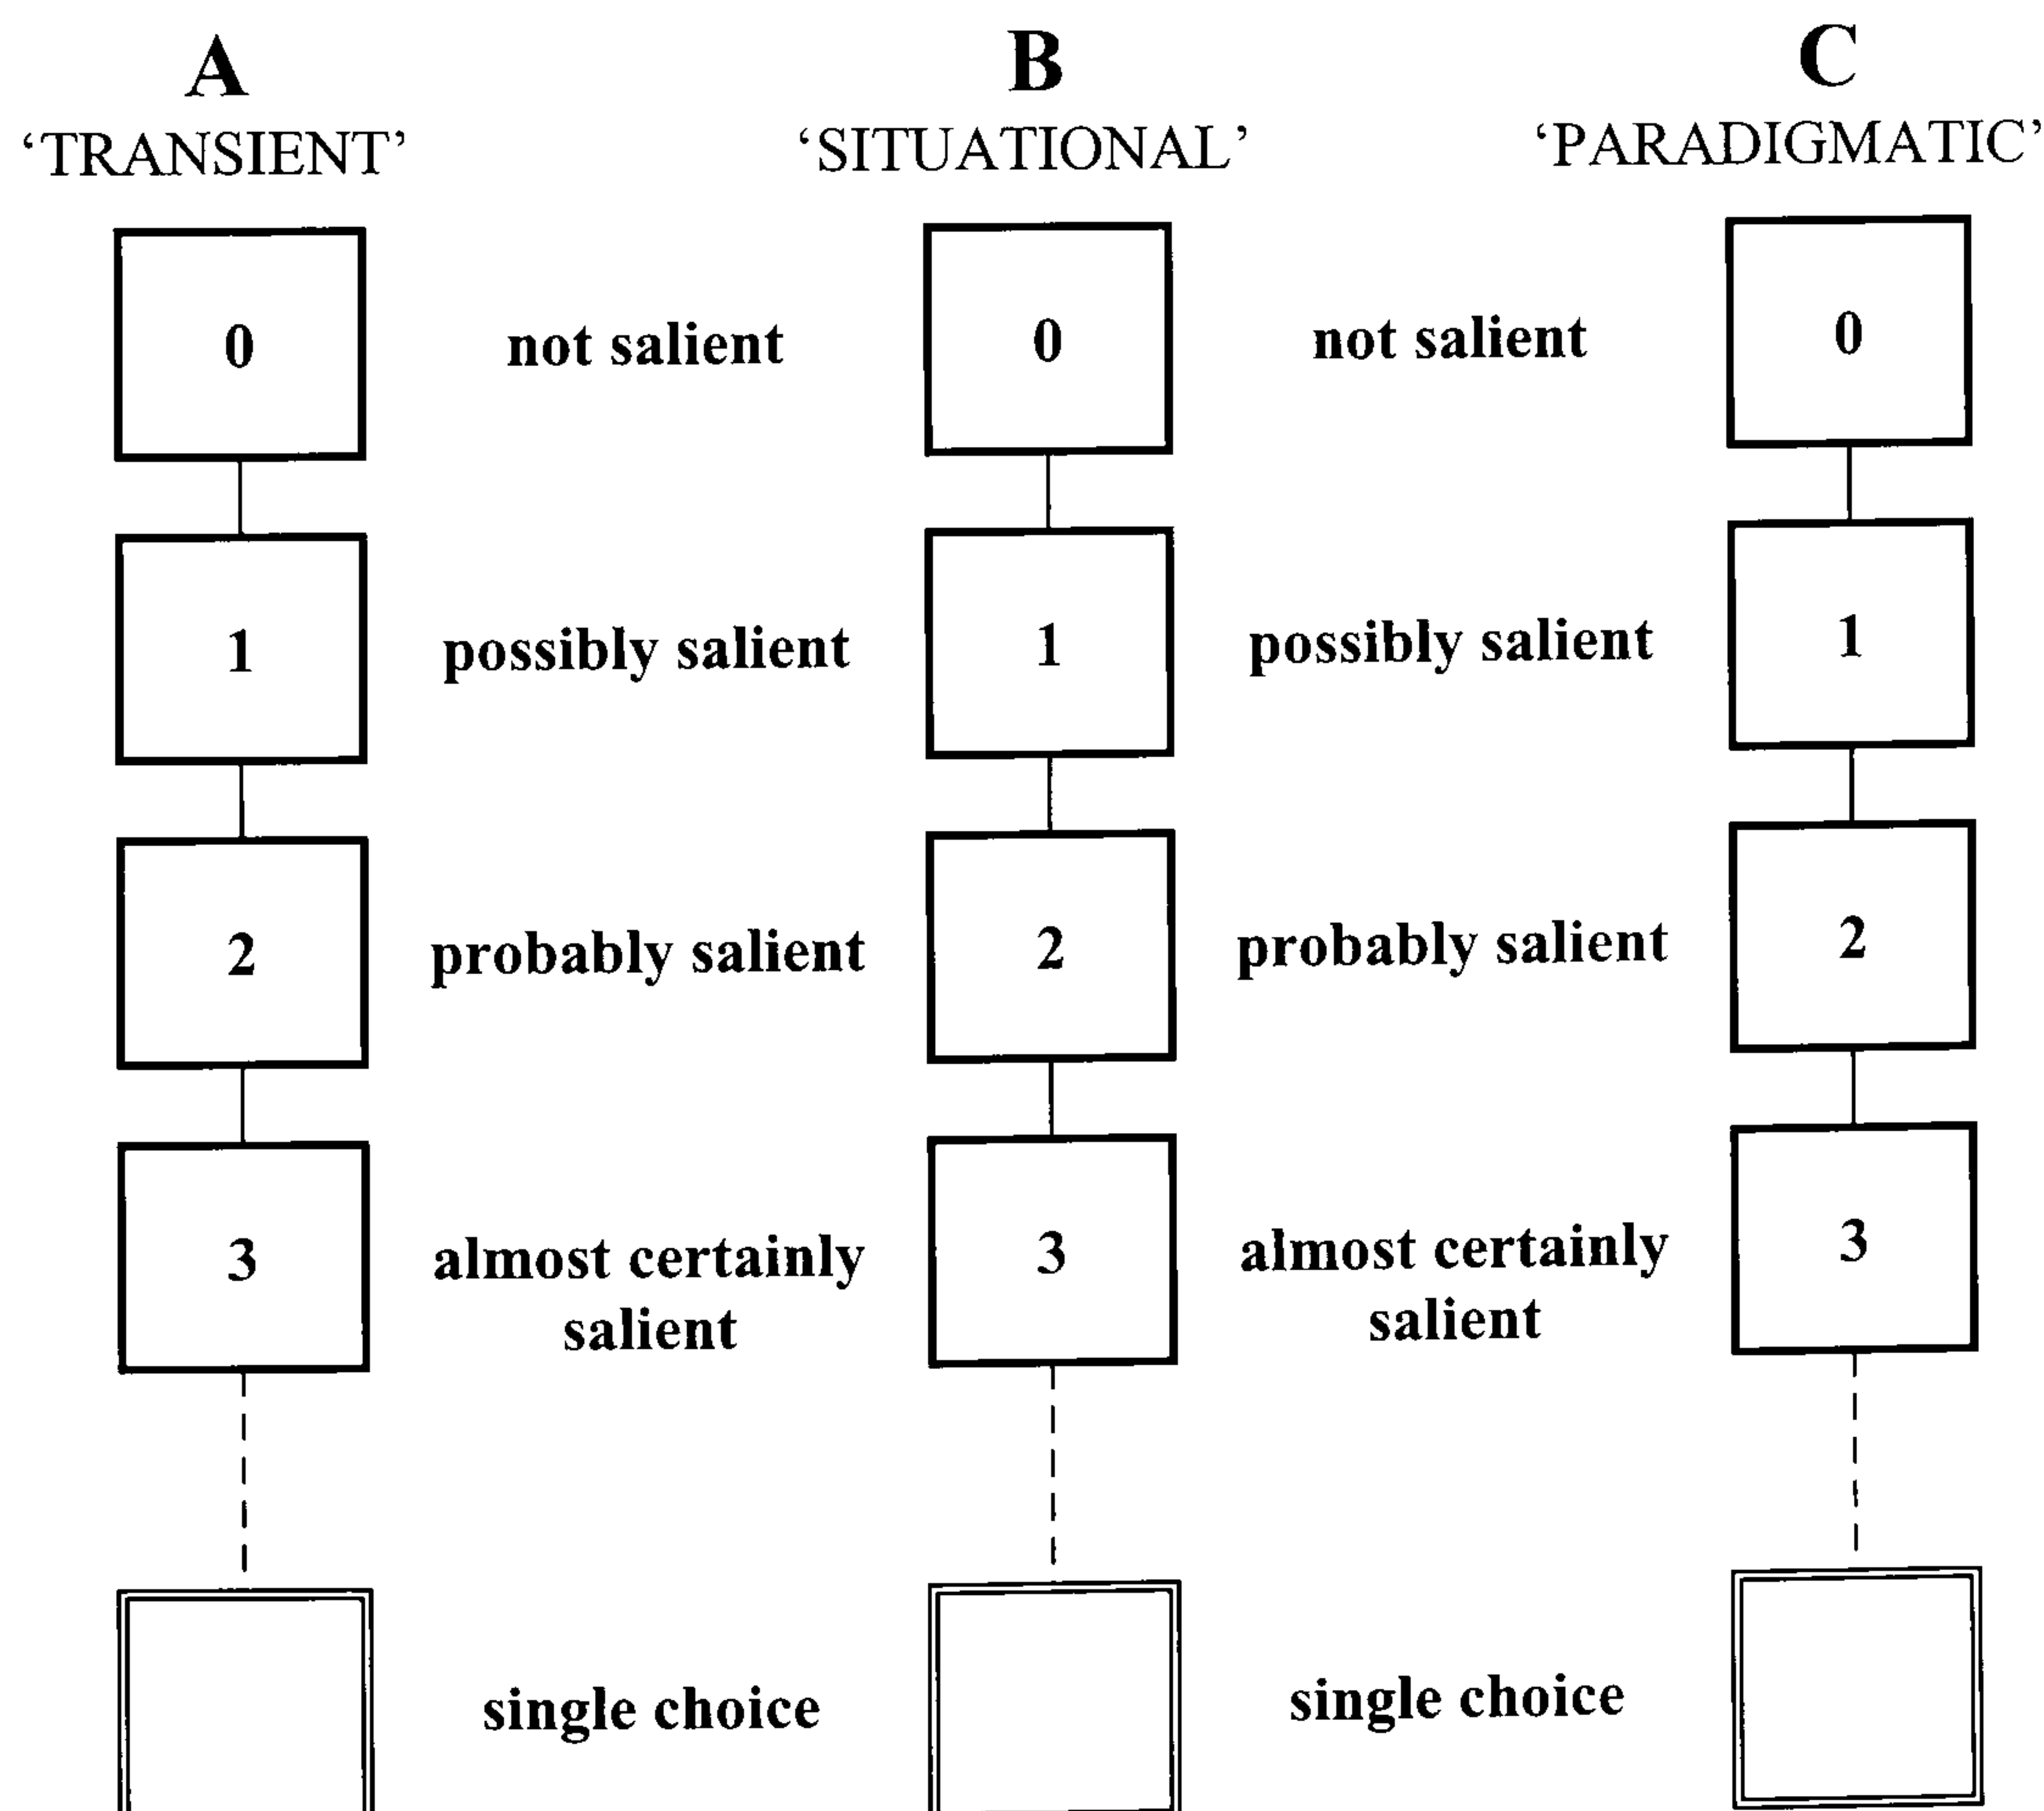 A B C
‘TRANSIENT’ ‘SITUATIONAL’ ‘PARADIGMATIC’
0 not salient 0 not salient 0
1 possibly salient 1 possibly salient 1
2 probably salient 2 probably salient 2
3 almost certainly 3 almost certainly 3
salient salient
single choice single choice